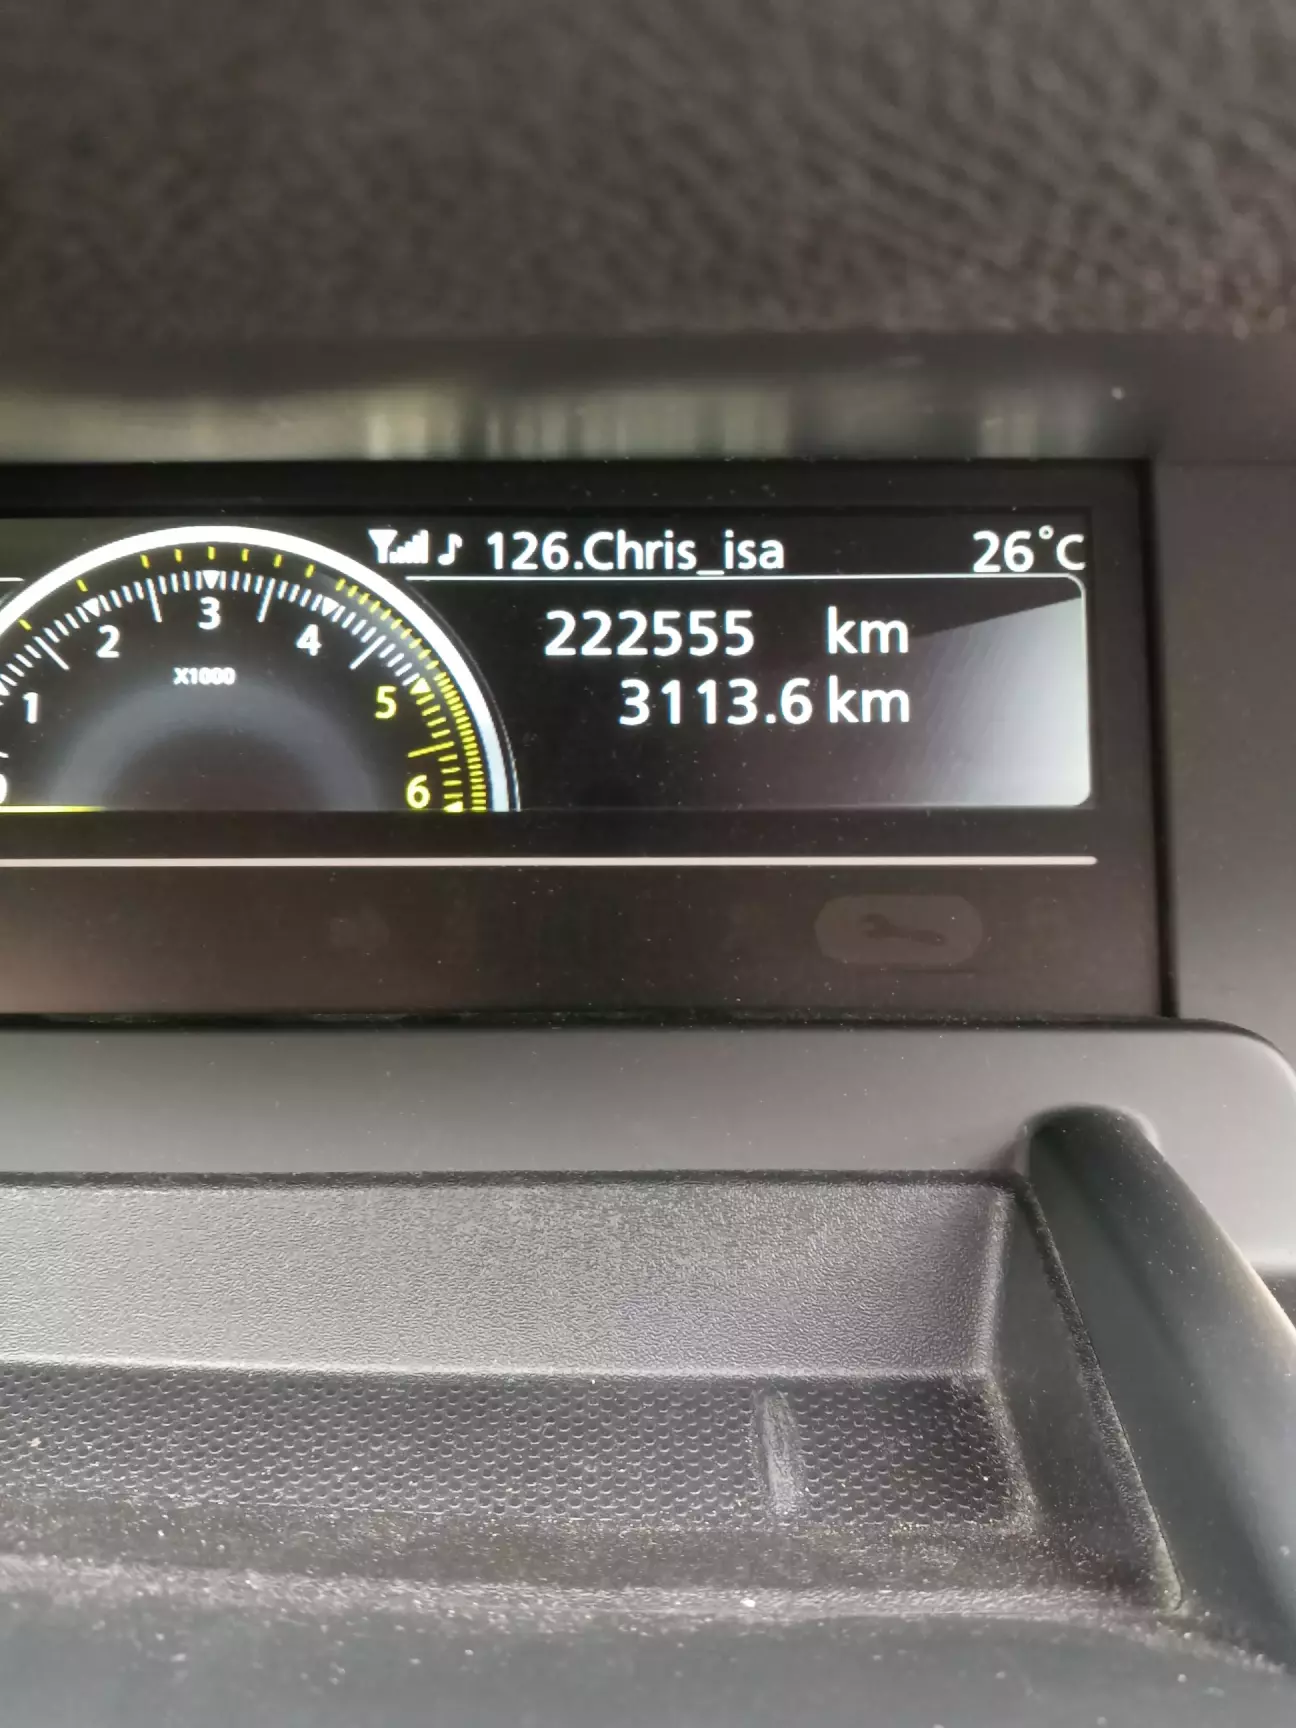 126.Chris_isa 26°C
222555 km
3113.6 km
1 2 3 4 5 6
X1000